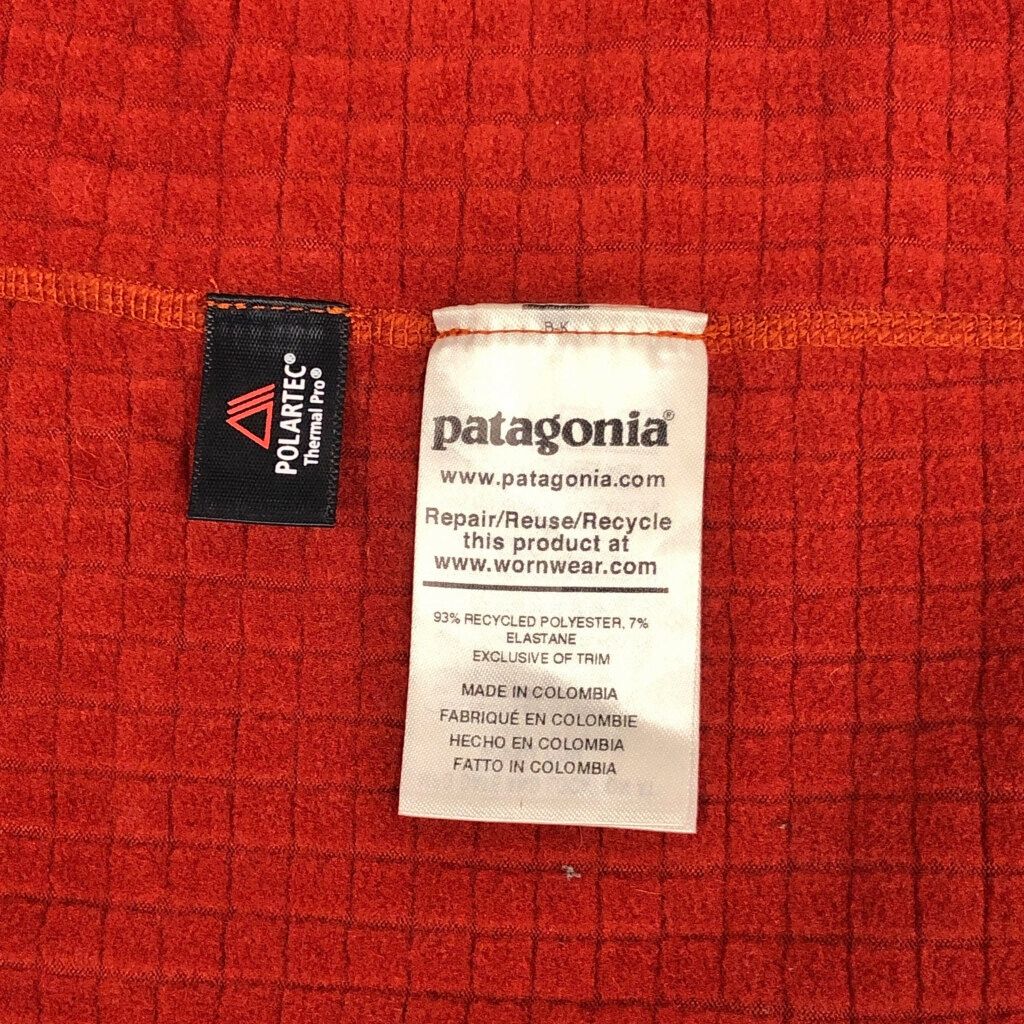 POLARTEC®
Thermal Pro®
B-K
patagonia®
www.patagonia.com
Repair/Reuse/Recycle
this product at
www.wornwear.com
93% RECYCLED POLYESTER, 7%
ELASTANE
EXCLUSIVE OF TRIM
MADE IN COLOMBIA
FABRIQUÉ EN COLOMBIE
HECHO EN COLOMBIA
FATTO IN COLOMBIA